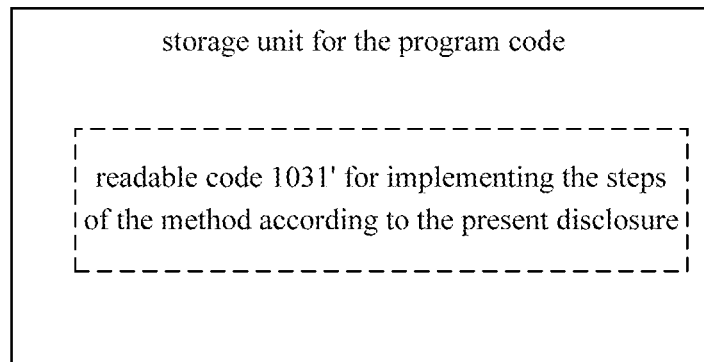 storage unit for the program code
readable code 1031' for implementing the steps
of the method according to the present disclosure